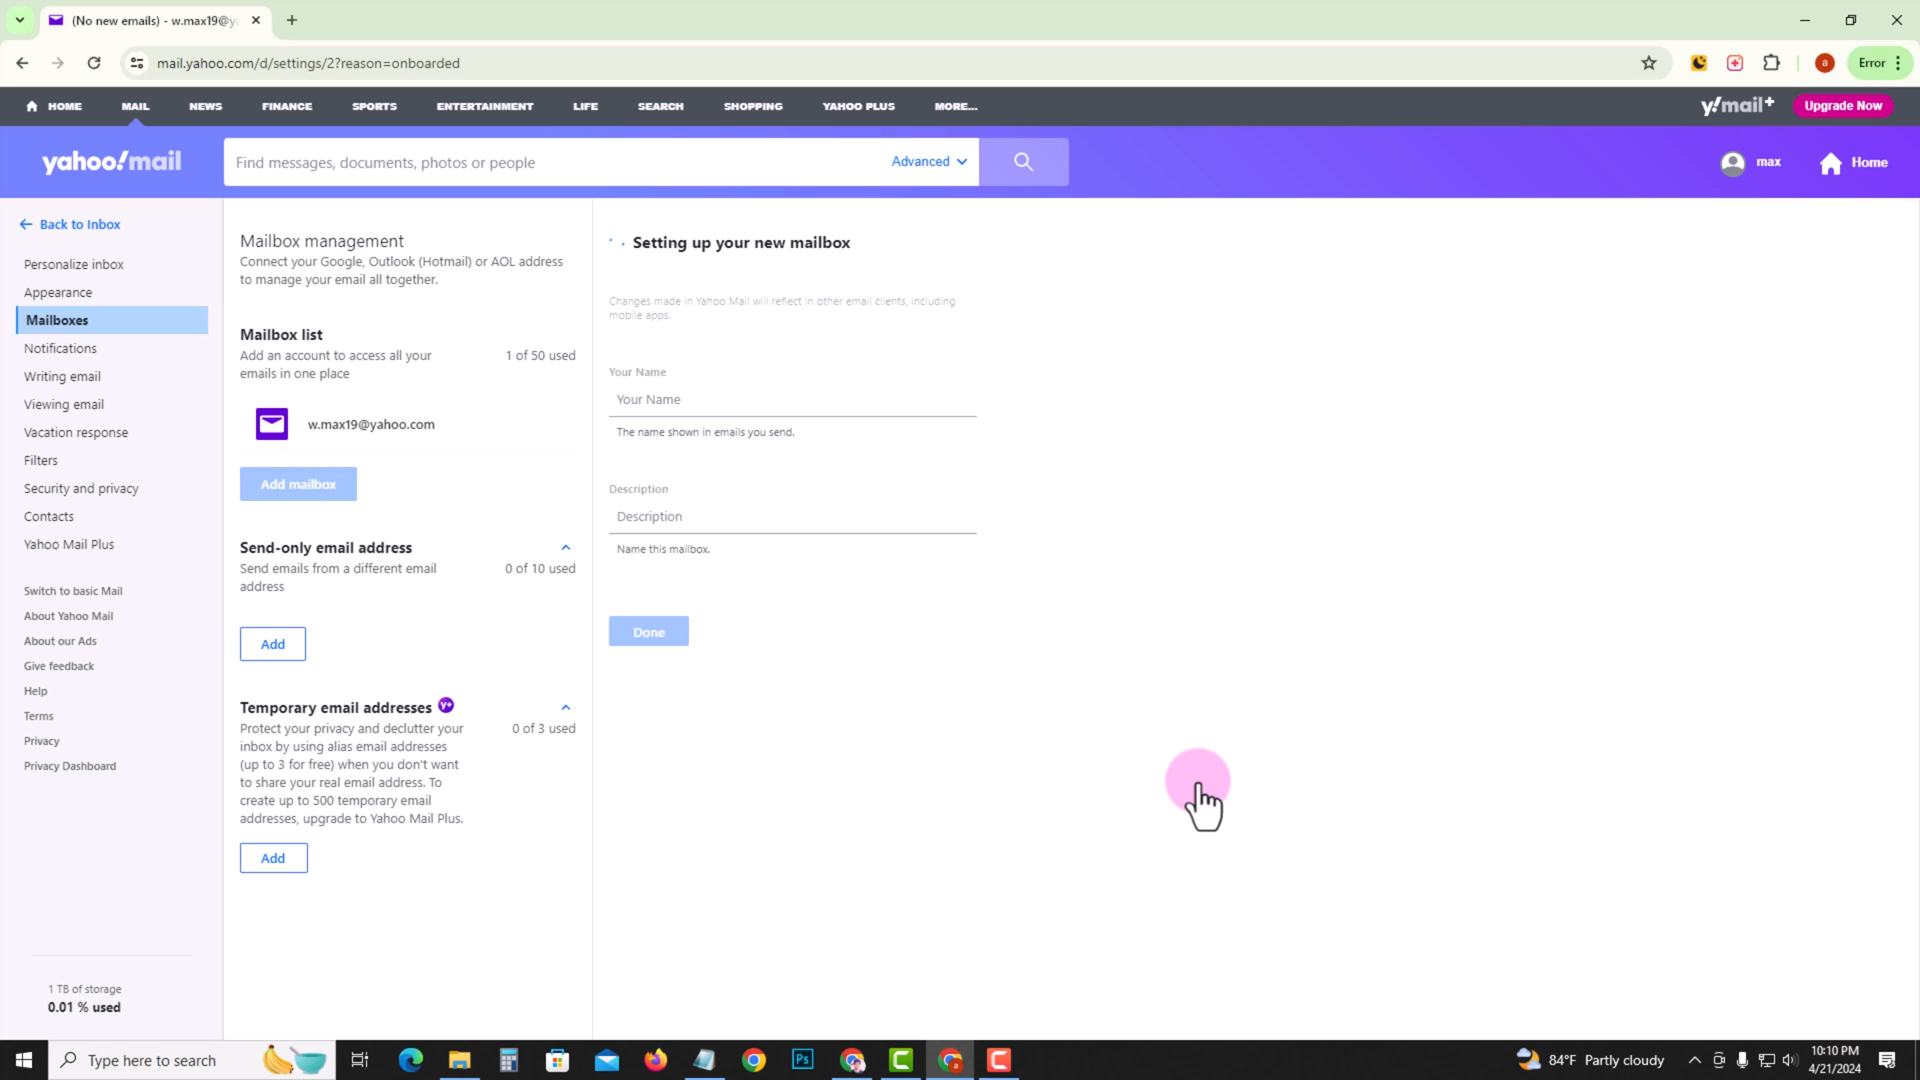 (No new emails) - w.max19@y
mail.yahoo.com/d/settings/2?reason=onboarded
a
Error
HOME
MAIL
NEWS
FINANCE
SPORTS
ENTERTAINMENT
LIFE
SEARCH
SHOPPING
YAHOO PLUS
MORE...
y!mail+
Upgrade Now
yahoo!mail
Find messages, documents, photos or people
Advanced
max
Home
Back to Inbox
Personalize inbox
Appearance
Mailboxes
Notifications
Writing email
Viewing email
Vacation response
Filters
Security and privacy
Contacts
Yahoo Mail Plus
Switch to basic Mail
About Yahoo Mail
About our Ads
Give feedback
Help
Terms
Privacy
Privacy Dashboard
1 TB of storage
0.01 % used
Mailbox management
Connect your Google, Outlook (Hotmail) or AOL address
to manage your email all together.
Mailbox list
Add an account to access all your
emails in one place
1 of 50 used
w.max19@yahoo.com
Add mailbox
Send-only email address
Send emails from a different email
address
0 of 10 used
Add
Temporary email addresses
Y+
Protect your privacy and declutter your
inbox by using alias email addresses
(up to 3 for free) when you don't want
to share your real email address. To
create up to 500 temporary email
addresses, upgrade to Yahoo Mail Plus.
0 of 3 used
Add
Setting up your new mailbox
Changes made in Yahoo Mail will reflect in other email clients, including
mobile apps.
Your Name
Your Name
The name shown in emails you send.
Description
Description
Name this mailbox.
Done
Type here to search
Ps
a
84°F Partly cloudy
10:10 PM
4/21/2024